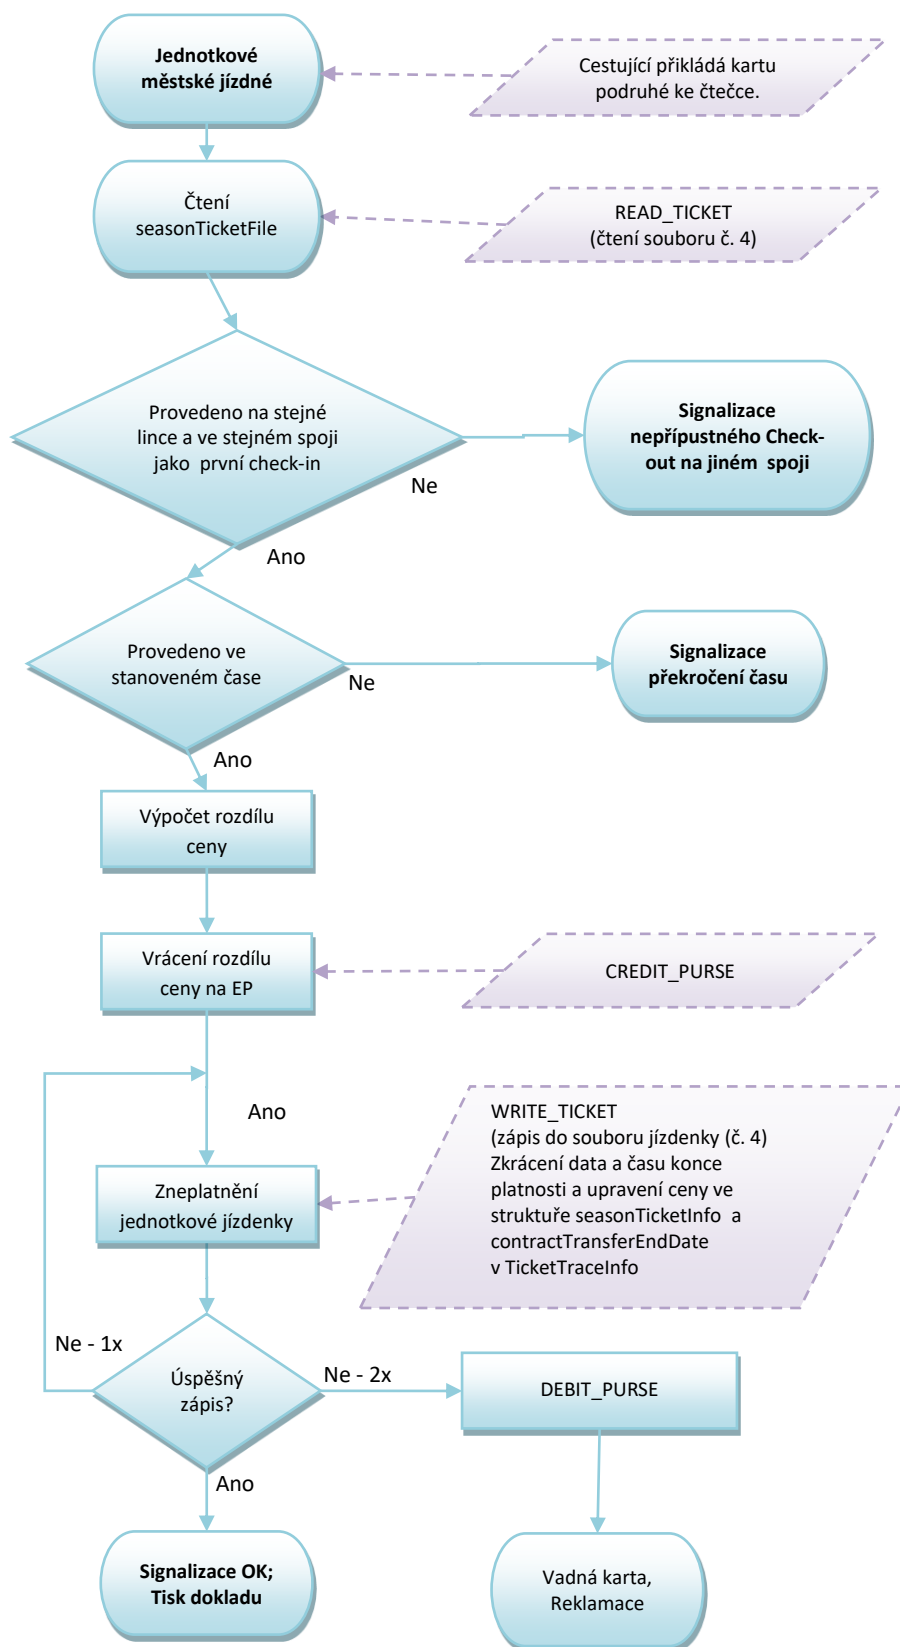 Jednotkové
městské jízdné
Cestující přikládá kartu
podruhé ke čtečce.
Čtení
seasonTicketFile
READ_TICKET
(čtení souboru č. 4)
Provedeno na stejné
lince a ve stejném spoji
jako první check-in
Signalizace
nepřípustného Check-
out na jiném spoji
Ne
Ano
Provedeno ve
stanoveném čase
Signalizace
překročení času
Ne
Ano
Výpočet rozdílu
ceny
Vrácení rozdílu
ceny na EP
CREDIT_PURSE
Ano
WRITE_TICKET
(zápis do souboru jízdenky (č. 4)
Zkrácení data a času konce
platnosti a upravení ceny ve
struktuře seasonTicketInfo a
contractTransferEndDate
v TicketTraceInfo
Zneplatnění
jednotkové jízdenky
Ne - 1x
Úspěšný
zápis?
Ne - 2x
DEBIT_PURSE
Ano
Signalizace OK;
Tisk dokladu
Vadná karta,
Reklamace